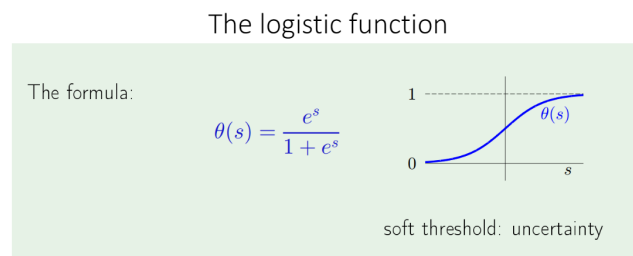 The logistic function
The formula:
θ(s) = e^s / (1 + e^s)
1
θ(s)
0
s
soft threshold: uncertainty